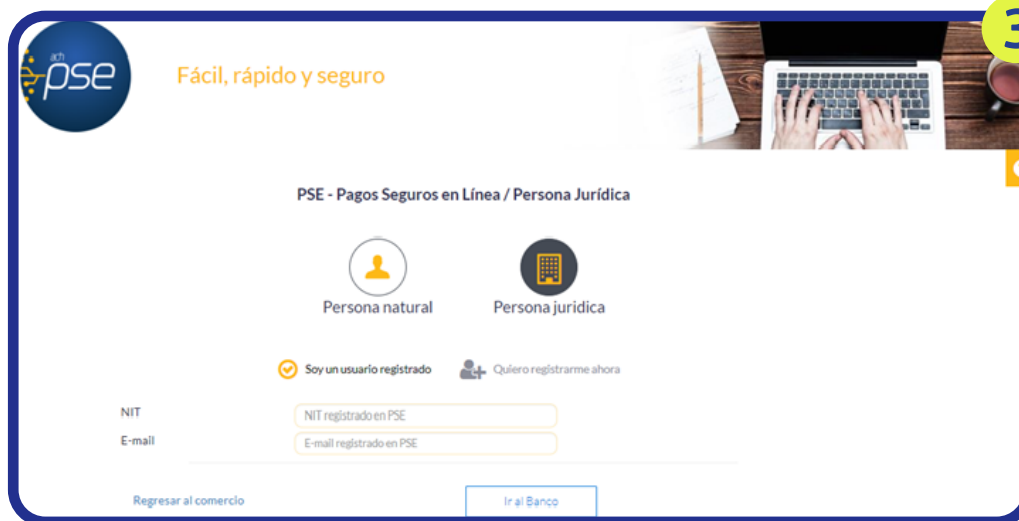 3
ach
pse
Fácil, rápido y seguro
PSE - Pagos Seguros en Línea / Persona Jurídica
Persona natural
Persona juridica
Soy un usuario registrado
Quiero registrarme ahora
NIT
NIT registrado en PSE
E-mail
E-mail registrado en PSE
Regresar al comercio
Ir al Banco